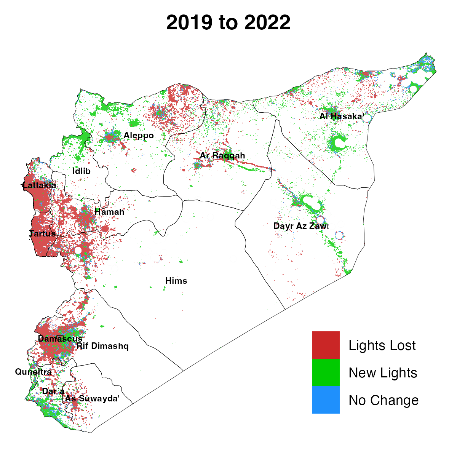 2019 to 2022
Al Hasaka'
Aleppo
Ar Raqqah
Idlib
Latiakia
Hamah
Dayr Az Zawr
Tartus
Hims
Damascus
Rif Dimashq
Lights Lost
Quneitra
New Lights
Dar'a
As Suwayda'
No Change